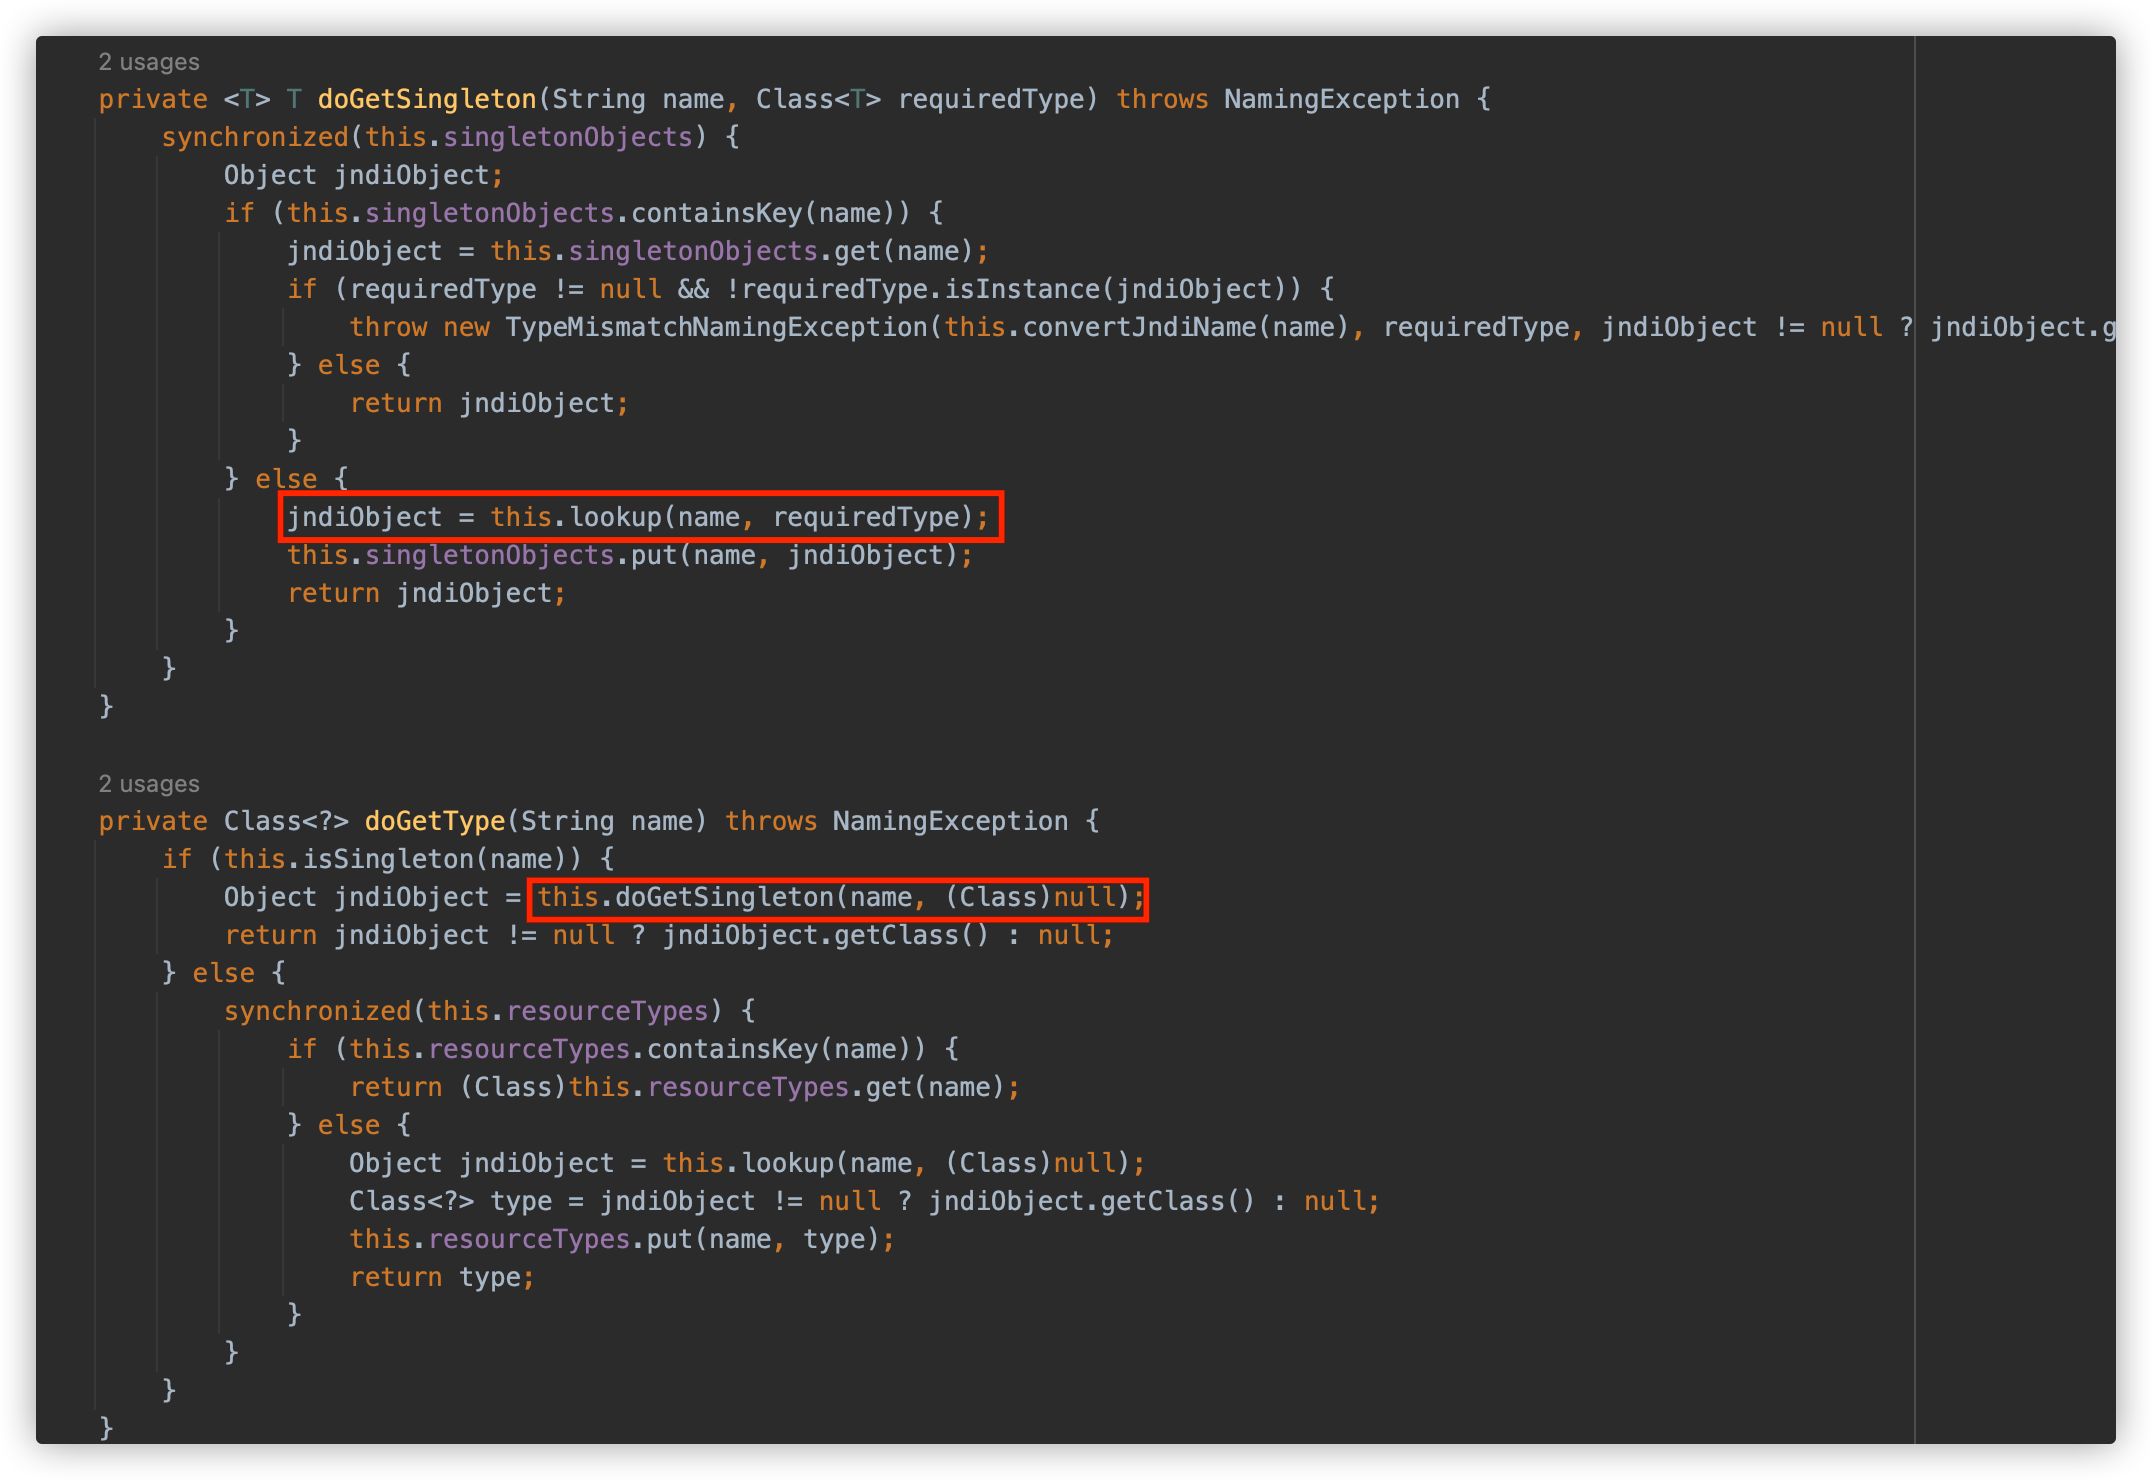 2 usages
private <T> T doGetSingleton(String name, Class<T> requiredType) throws NamingException {
    synchronized(this.singletonObjects) {
        Object jndiObject;
        if (this.singletonObjects.containsKey(name)) {
            jndiObject = this.singletonObjects.get(name);
            if (requiredType != null && !requiredType.isInstance(jndiObject)) {
                throw new TypeMismatchNamingException(this.convertJndiName(name), requiredType, jndiObject != null ? jndiObject.g
            } else {
                return jndiObject;
            }
        } else {
            jndiObject = this.lookup(name, requiredType);
            this.singletonObjects.put(name, jndiObject);
            return jndiObject;
        }
    }
}
2 usages
private Class<?> doGetType(String name) throws NamingException {
    if (this.isSingleton(name)) {
        Object jndiObject = this.doGetSingleton(name, (Class)null);
        return jndiObject != null ? jndiObject.getClass() : null;
    } else {
        synchronized(this.resourceTypes) {
            if (this.resourceTypes.containsKey(name)) {
                return (Class)this.resourceTypes.get(name);
            } else {
                Object jndiObject = this.lookup(name, (Class)null);
                Class<?> type = jndiObject != null ? jndiObject.getClass() : null;
                this.resourceTypes.put(name, type);
                return type;
            }
        }
    }
}